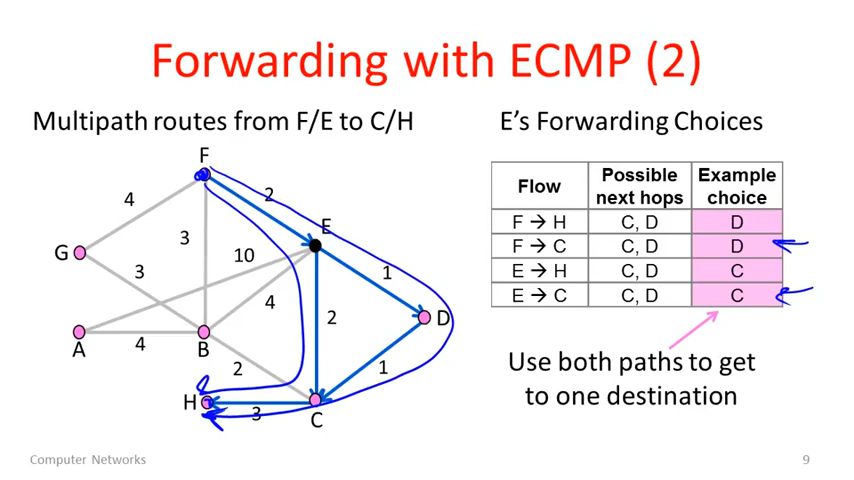 Forwarding with ECMP (2)
Multipath routes from F/E to C/H
F
4
2
3
E
G
10
3
1
4
2
D
A
4
B
2
1
H
3
C
E's Forwarding Choices
Flow Possible next hops Example choice
F → H C, D D
F → C C, D D
E → H C, D C
E → C C, D C
Use both paths to get
to one destination
Computer Networks
9